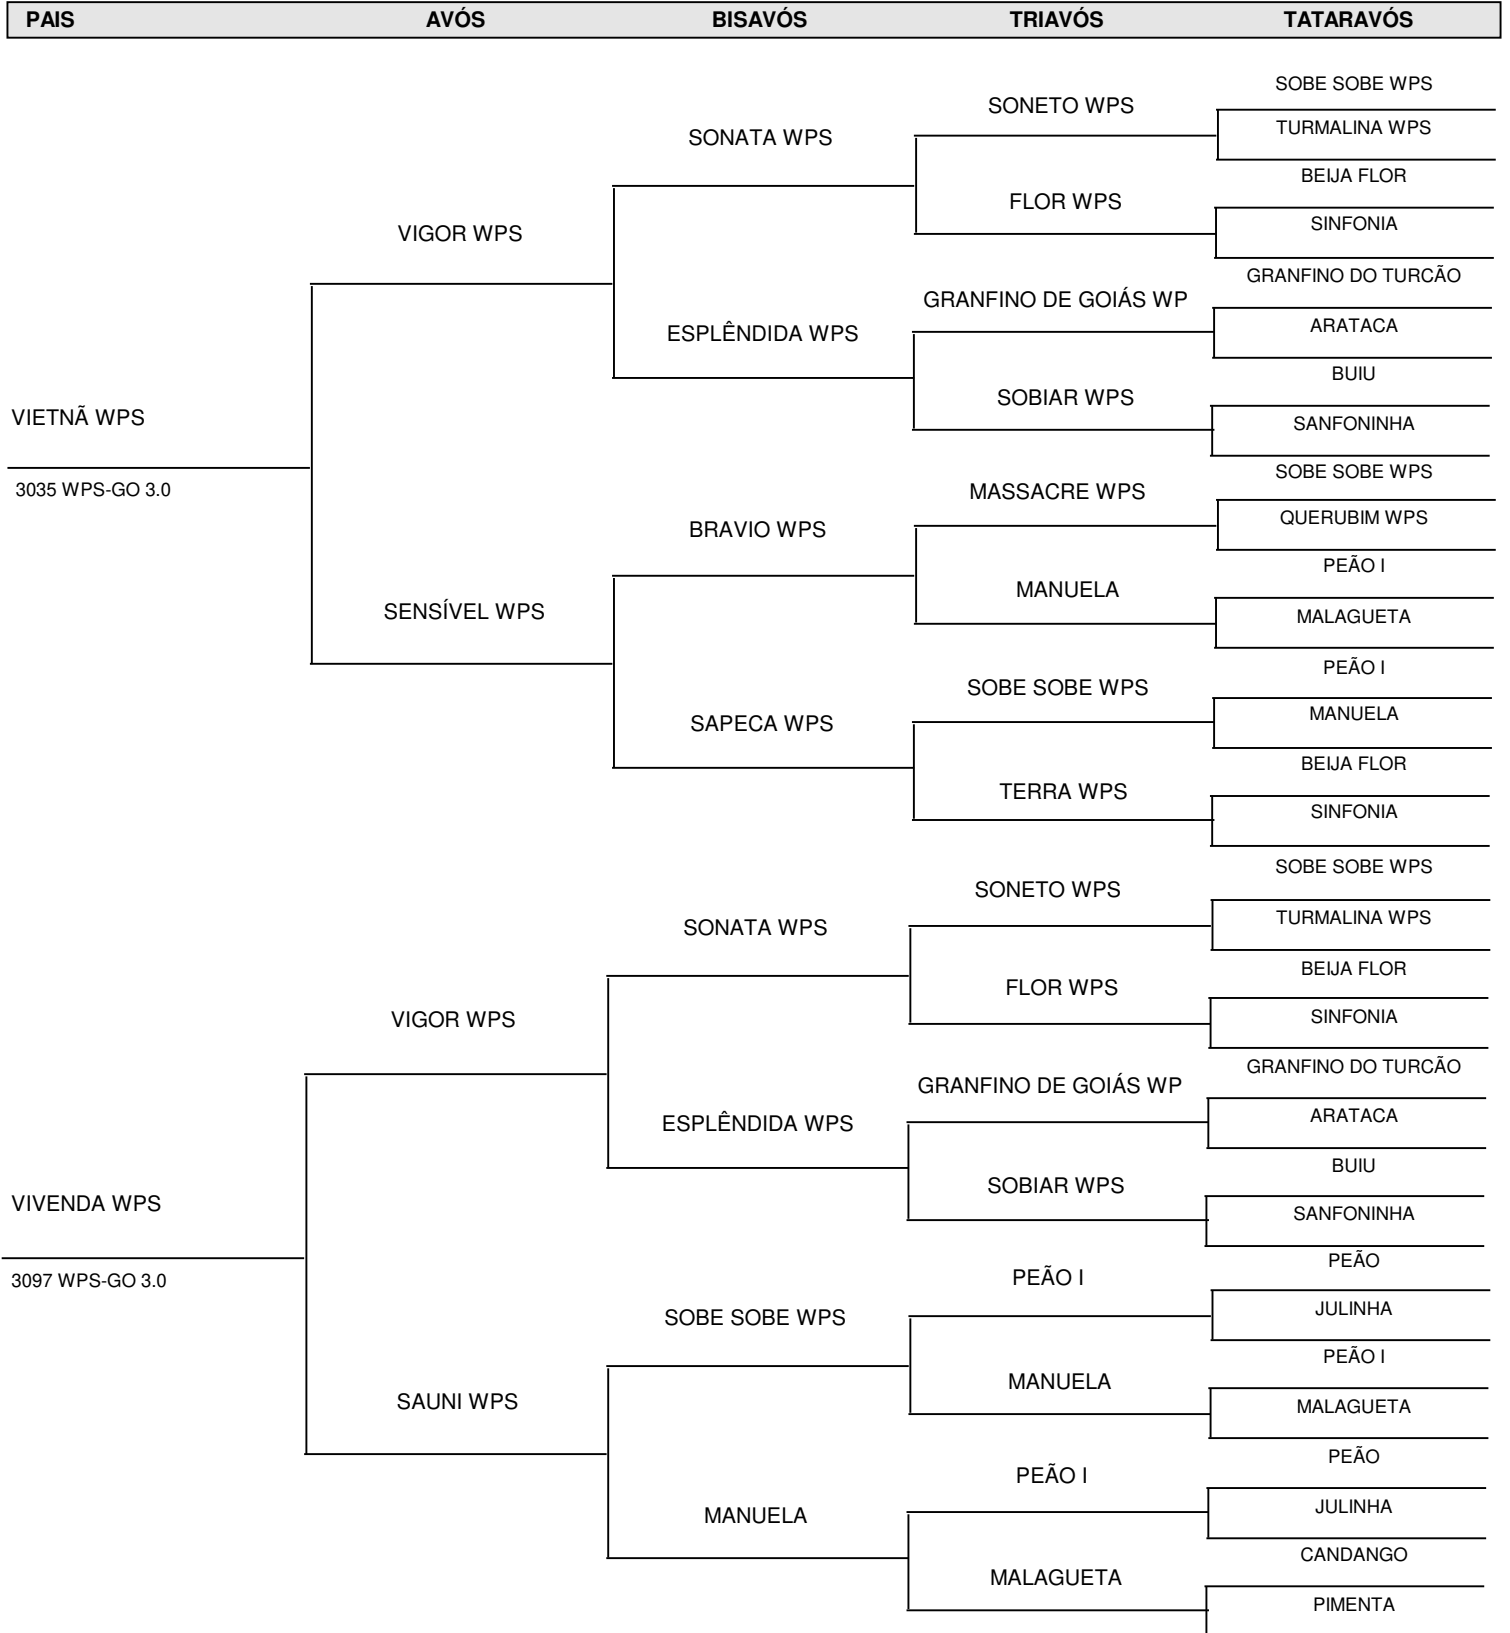 PAIS AVÓS BISAVÓS TRIAVÓS TATARAVÓS
SOBE SOBE WPS
SONETO WPS
TURMALINA WPS
SONATA WPS
BEIJA FLOR
FLOR WPS
SINFONIA
VIGOR WPS
GRANFINO DO TURCÃO
GRANFINO DE GOIÁS WP
ARATACA
ESPLÊNDIDA WPS
BUIU
SOBIAR WPS
SANFONINHA
VIETNÃ WPS
3035 WPS-GO 3.0
SOBE SOBE WPS
MASSACRE WPS
QUERUBIM WPS
BRAVIO WPS
PEÃO I
MANUELA
MALAGUETA
SENSÍVEL WPS
PEÃO I
SOBE SOBE WPS
MANUELA
SAPECA WPS
BEIJA FLOR
TERRA WPS
SINFONIA
SOBE SOBE WPS
SONETO WPS
TURMALINA WPS
SONATA WPS
BEIJA FLOR
FLOR WPS
SINFONIA
VIGOR WPS
GRANFINO DO TURCÃO
GRANFINO DE GOIÁS WP
ARATACA
ESPLÊNDIDA WPS
BUIU
SOBIAR WPS
SANFONINHA
VIVENDA WPS
3097 WPS-GO 3.0
PEÃO
PEÃO I
JULINHA
SOBE SOBE WPS
PEÃO I
MANUELA
MALAGUETA
SAUNI WPS
PEÃO
PEÃO I
JULINHA
MANUELA
CANDANGO
MALAGUETA
PIMENTA